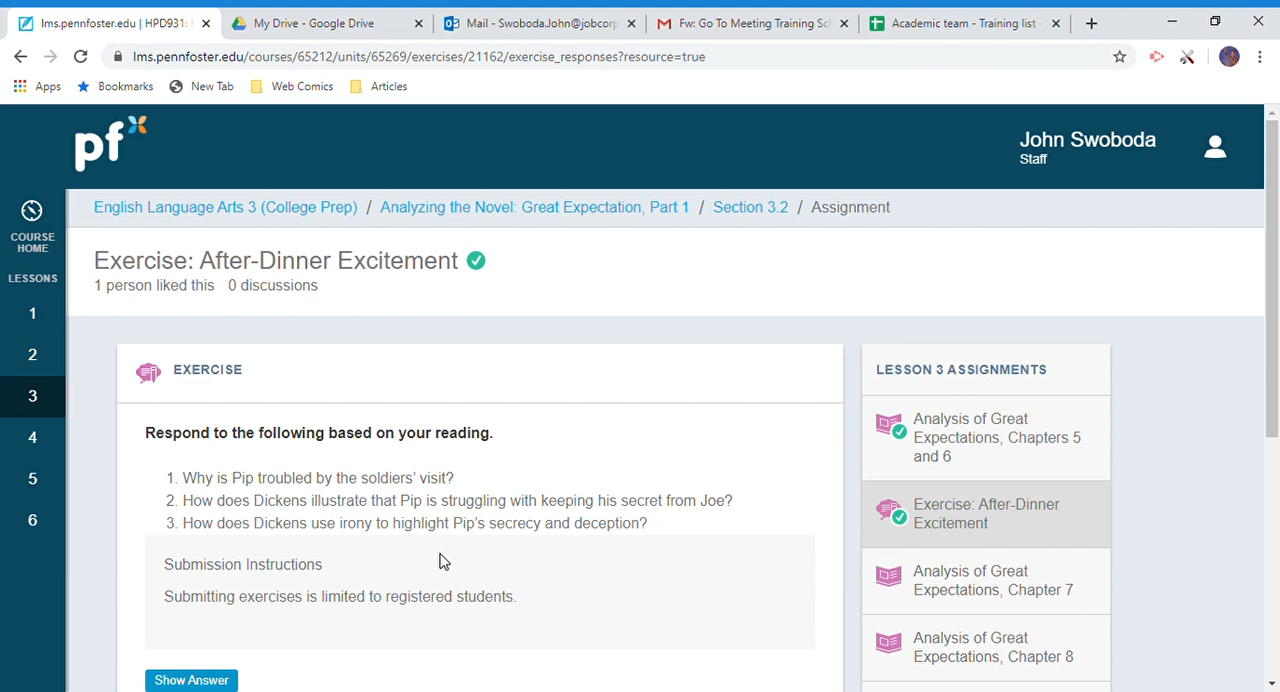 lms.pennfoster.edu | HPD931:
My Drive - Google Drive
Mail - Swoboda.John@jobcorp
Fw: Go To Meeting Training Sch
Academic team - Training list -
lms.pennfoster.edu/courses/65212/units/65269/exercises/21162/exercise_responses?resource=true
Apps
Bookmarks
New Tab
Web Comics
Articles
pf
John Swoboda
Staff
COURSE
HOME
LESSONS
1
2
3
4
5
6
English Language Arts 3 (College Prep) / Analyzing the Novel: Great Expectation, Part 1 / Section 3.2 / Assignment
Exercise: After-Dinner Excitement
1 person liked this 0 discussions
EXERCISE
Respond to the following based on your reading.
1. Why is Pip troubled by the soldiers' visit?
2. How does Dickens illustrate that Pip is struggling with keeping his secret from Joe?
3. How does Dickens use irony to highlight Pip's secrecy and deception?
Submission Instructions
Submitting exercises is limited to registered students.
Show Answer
LESSON 3 ASSIGNMENTS
Analysis of Great
Expectations, Chapters 5
and 6
Exercise: After-Dinner
Excitement
Analysis of Great
Expectations, Chapter 7
Analysis of Great
Expectations, Chapter 8